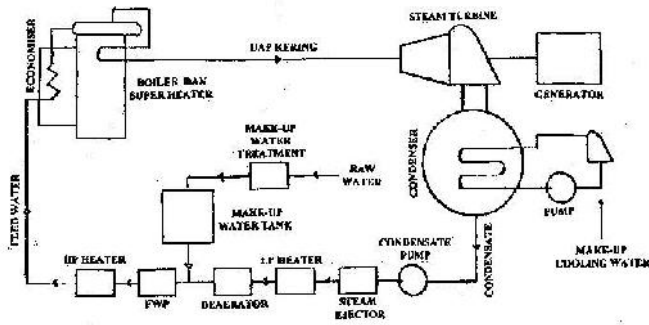 STEAM TURBINE
ECONOMISER
UAP KERING
BOILER DAN
SUPER HEATER
GENERATOR
MAKE-UP
WATER
TREATMENT
CONDENSER
RAW
WATER
FEED WATER
MAKE-UP
WATER TANK
PUMP
CONDENSATE
PUMP
CONDENSATE
MAKE-UP
COOLING WATER
HP HEATER
LP HEATER
FWP
DEAERATOR
STEAM
EJECTOR